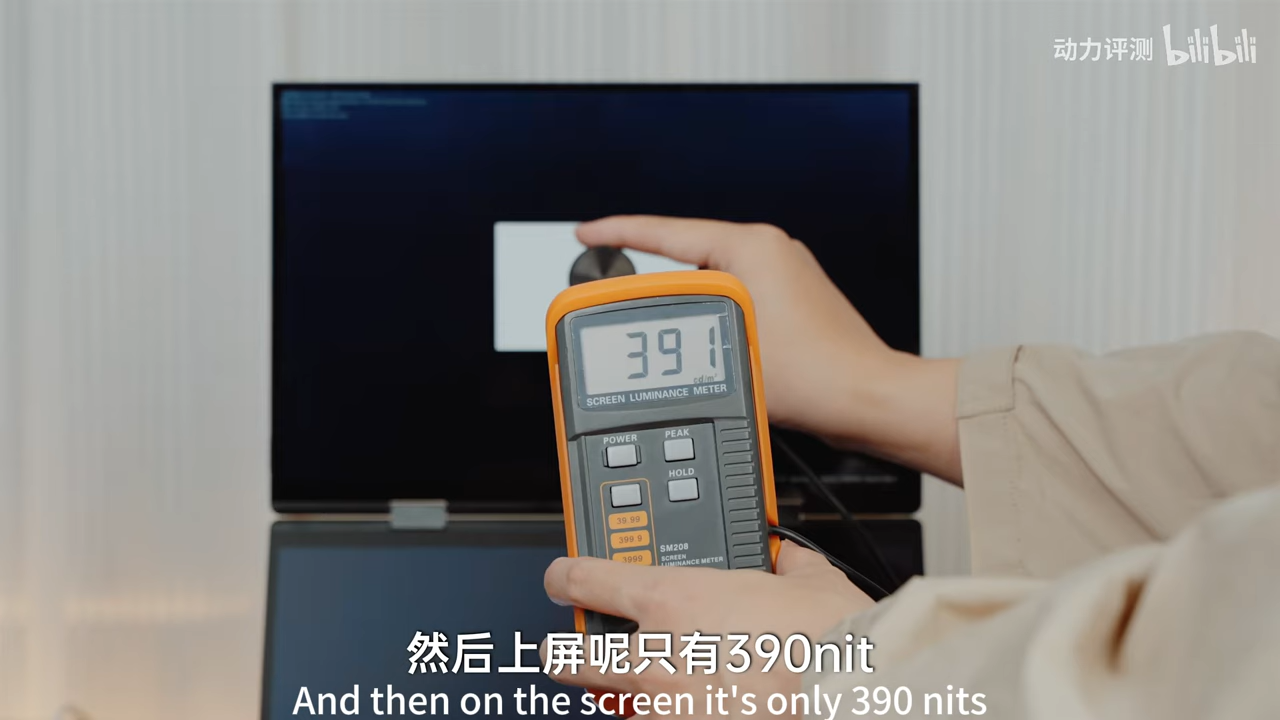 动力评测 bilibili
391
cd/m²
SCREEN LUMINANCE METER
POWER PEAK
HOLD
39.99
399.9
3999
SM208
SCREEN
LUMINANCE METER
然后上屏呢只有390nit
And then on the screen it's only 390 nits